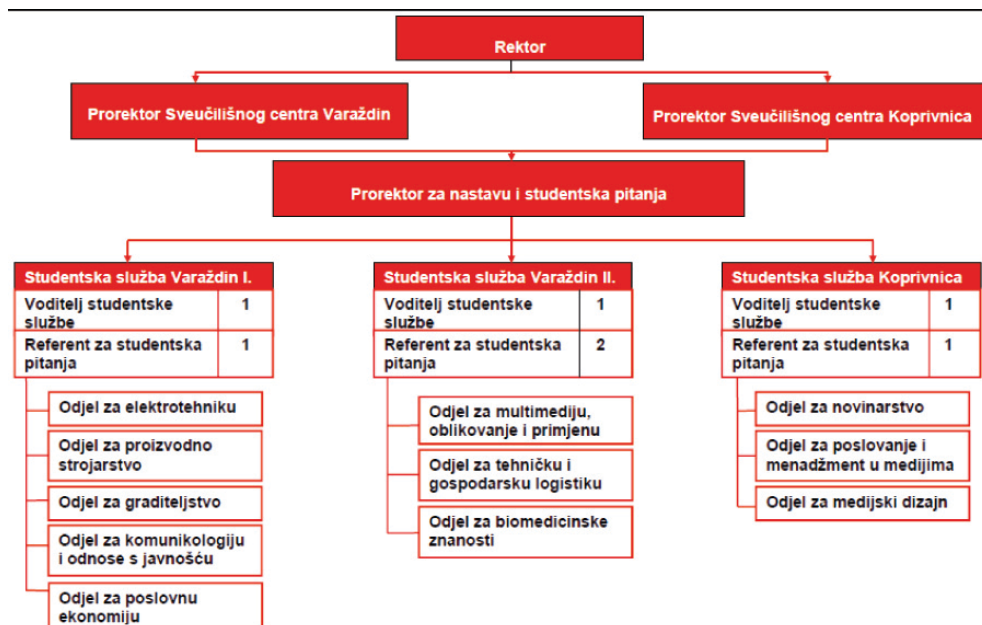 Rektor
Prorektor Sveučilišnog centra Varaždin
Prorektor Sveučilišnog centra Koprivnica
Prorektor za nastavu i studentska pitanja
Studentska služba Varaždin I.
Voditelj studentske
službe
1
Referent za studentska
pitanja
1
Odjel za elektrotehniku
Odjel za proizvodno
strojarstvo
Odjel za graditeljstvo
Odjel za komunikologiju
i odnose s javnošću
Odjel za poslovnu
ekonomiju
Studentska služba Varaždin II.
Voditelj studentske
službe
1
Referent za studentska
pitanja
2
Odjel za multimediju,
oblikovanje i primjenu
Odjel za tehničku i
gospodarsku logistiku
Odjel za biomedicinske
znanosti
Studentska služba Koprivnica
Voditelj studentske
službe
1
Referent za studentska
pitanja
1
Odjel za novinarstvo
Odjel za poslovanje i
menadžment u medijima
Odjel za medijski dizajn